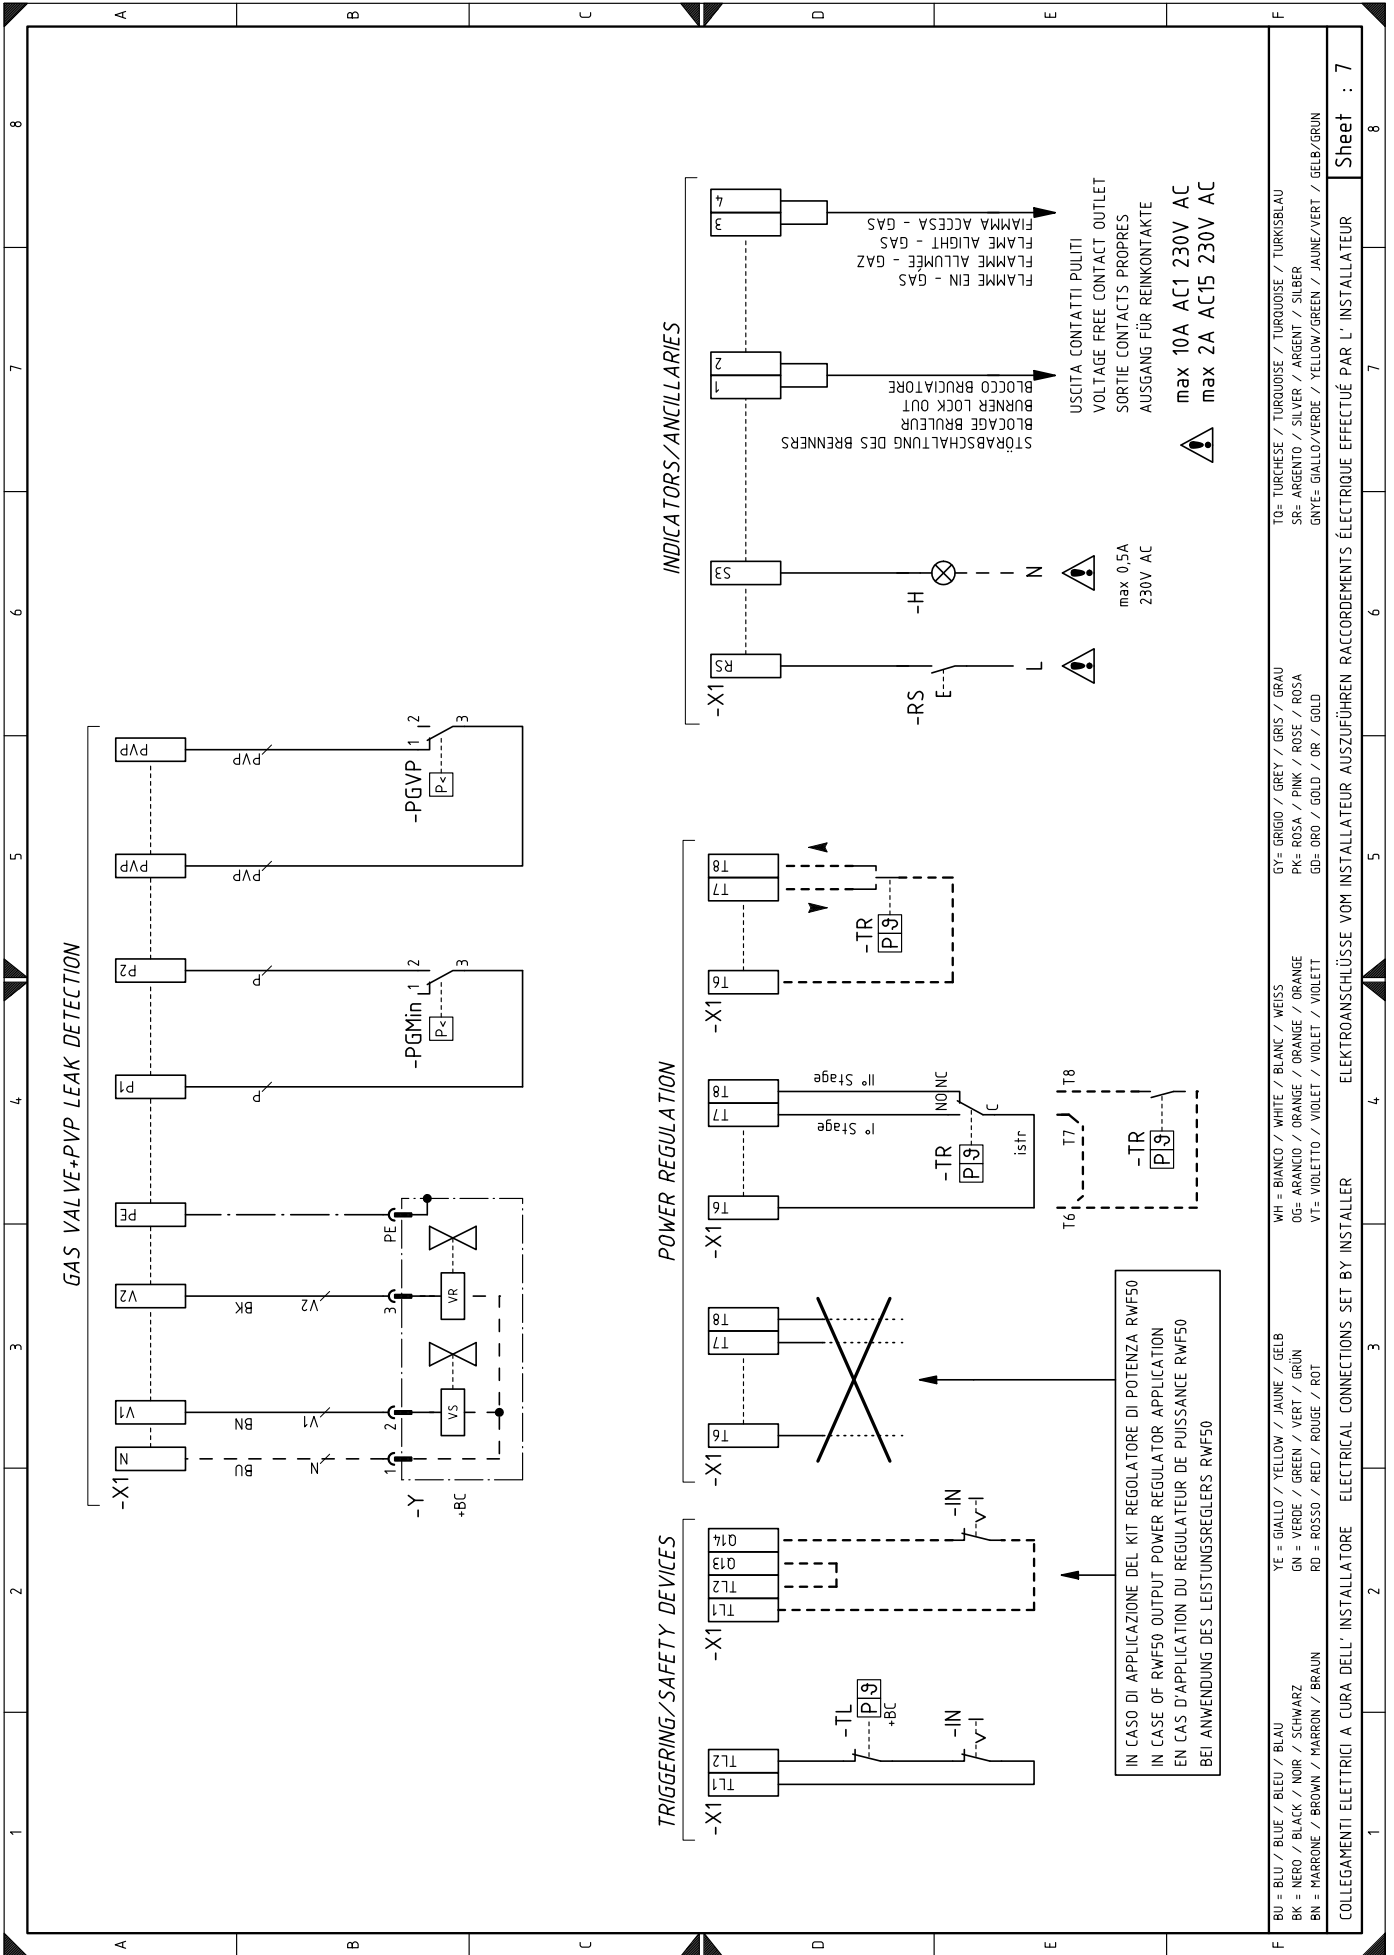 1 2 3 4 5 6 7 8
A
B
C
D
E
F
GAS VALVE+PVP LEAK DETECTION
-X1
N
V1
V2
PE
P1
P2
PVP
PVP
BU
BN
BK
N
V1
V2
P
P
PVP
PVP
1
2
3
PE
-Y
+BC
VS
VR
-PGMin
P<
1
2
3
-PGVP
P<
1
2
3
TRIGGERING/SAFETY DEVICES
-X1
TL1
TL2
-TL
P
+BC
-IN
-X1
TL1
TL2
Q13
Q14
-IN
POWER REGULATION
-X1
T6
T7
T8
-X1
T6
T7
T8
I° Stage
II° Stage
-TR
P
NO
NC
C
istr
T6
T7
T8
-TR
P
-X1
T6
T7
T8
-TR
P
IN CASO DI APPLICAZIONE DEL KIT REGOLATORE DI POTENZA RWF50
IN CASE OF RWF50 OUTPUT POWER REGULATOR APPLICATION
EN CAS D'APPLICATION DU REGULATEUR DE PUISSANCE RWF50
BEI ANWENDUNG DES LEISTUNGSREGLERS RWF50
INDICATORS/ANCILLARIES
-X1
RS
S3
1
2
3
4
-RS
L
-H
N
max 0,5A
230V AC
STÖRABSCHALTUNG DES BRENNERS
BLOCAGE BRULEUR
BURNER LOCK OUT
BLOCCO BRUCIATORE
FLAMME EIN - GAS
FLAMME ALLUMÉE - GAZ
FLAME ALIGHT - GAS
FIAMMA ACCESA - GAS
USCITA CONTATTI PULITI
VOLTAGE FREE CONTACT OUTLET
SORTIE CONTACTS PROPRES
AUSGANG FÜR REINKONTAKTE
max 10A AC1 230V AC
max 2A AC15 230V AC
BU = BLU / BLUE / BLEU / BLAU
BK = NERO / BLACK / NOIR / SCHWARZ
BN = MARRONE / BROWN / MARRON / BRAUN
YE = GIALLO / YELLOW / JAUNE / GELB
GN = VERDE / GREEN / VERT / GRÜN
RD = ROSSO / RED / ROUGE / ROT
WH = BIANCO / WHITE / BLANC / WEISS
OG= ARANCIO / ORANGE / ORANGE / ORANGE
VT= VIOLETTO / VIOLET / VIOLET / VIOLETT
GY= GRIGIO / GREY / GRIS / GRAU
PK= ROSA / PINK / ROSE / ROSA
GD= ORO / GOLD / OR / GOLD
TQ= TURCHESE / TURQUOISE / TURQUOISE / TURKISBLAU
SR= ARGENTO / SILVER / ARGENT / SILBER
GNYE= GIALLO/VERDE / YELLOW/GREEN / JAUNE/VERT / GELB/GRUN
COLLEGAMENTI ELETTRICI A CURA DELL' INSTALLATORE ELECTRICAL CONNECTIONS SET BY INSTALLER ELEKTROANSCHLÜSSE VOM INSTALLATEUR AUSZUFÜHREN RACCORDEMENTS ÉLECTRIQUE EFFECTUÉ PAR L' INSTALLATEUR
Sheet : 7
1 2 3 4 5 6 7 8
A
B
C
D
E
F